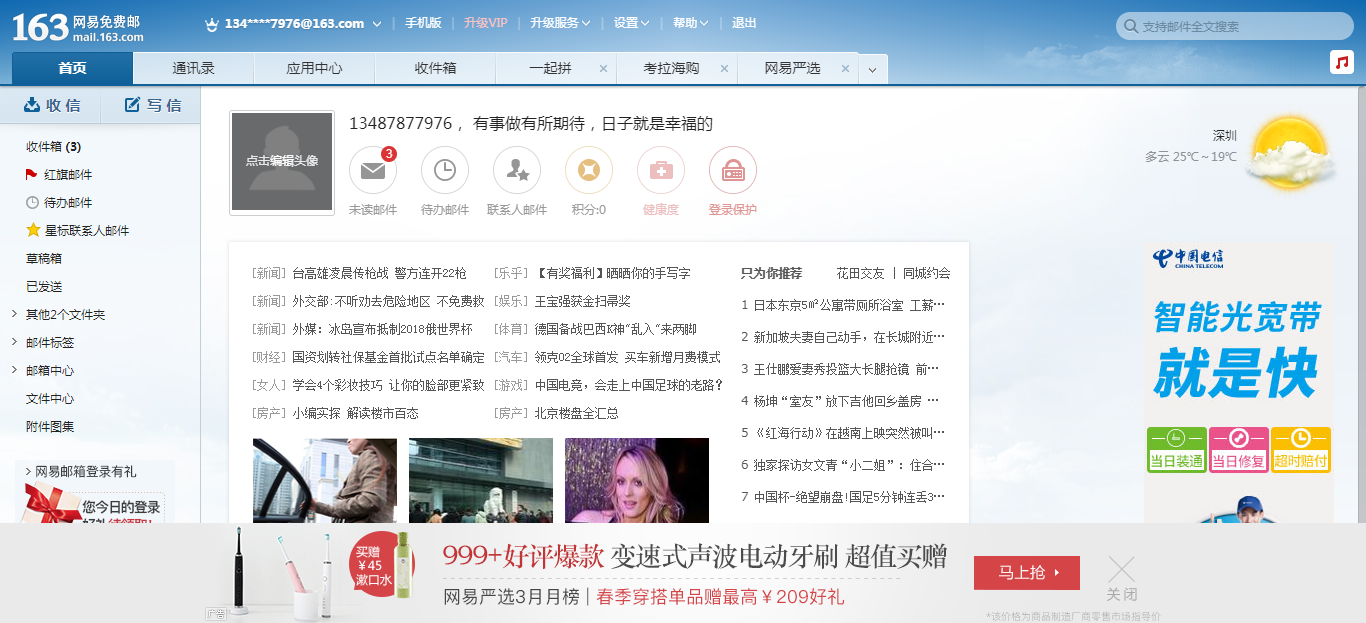 163 网易免费邮
mail.163.com
134****7976@163.com
手机版
升级VIP
升级服务
设置
帮助
退出
支持邮件全文搜索
首页
通讯录
应用中心
收件箱
一起拼 ×
考拉海购 ×
网易严选 ×
收信
写信
收件箱 (3)
红旗邮件
待办邮件
星标联系人邮件
草稿箱
已发送
其他2个文件夹
邮件标签
邮箱中心
文件中心
附件图集
网易邮箱登录有礼
您今日的登录
点击编辑头像
13487877976 ，有事做有所期待，日子就是幸福的
3
未读邮件
待办邮件
联系人邮件
积分:0
健康度
登录保护
深圳
多云 25℃~19℃
[新闻] 台高雄凌晨传枪战 警方连开22枪
[新闻] 外交部:不听劝去危险地区 不免费救
[新闻] 外媒：冰岛宣布抵制2018俄世界杯
[财经] 国资划转社保基金首批试点名单确定
[女人] 学会4个彩妆技巧 让你的脸部更紧致
[房产] 小编实探 解读楼市百态
[乐乎] 【有奖福利】晒晒你的手写字
[娱乐] 王宝强获金扫帚奖
[体育] 德国备战巴西K神“乱入”来两脚
[汽车] 领克02全球首发 买车新增月费模式
[游戏] 中国电竞，会走上中国足球的老路?
[房产] 北京楼盘全汇总
只为你推荐
花田交友 | 同城约会
1 日本东京5㎡公寓带厕所浴室 工薪…
2 新加坡夫妻自己动手，在长城附近…
3 王仕鹏爱妻秀投篮大长腿抢镜 前…
4 杨坤“室友”放下吉他回乡盖房 …
5 《红海行动》在越南上映突然被叫…
6 独家探访女文青“小二姐”：住合…
7 中国杯-绝望崩盘!国足5分钟连丢3…
中国电信
CHINA TELECOM
智能光宽带
就是快
当日装通
当日修复
超时赔付
买赠
￥45
漱口水
999+好评爆款 变速式声波电动牙刷 超值买赠
网易严选3月月榜 | 春季穿搭单品赠最高￥209好礼
马上抢
关闭
广告
*该价格为商品制造厂商零售市场指导价